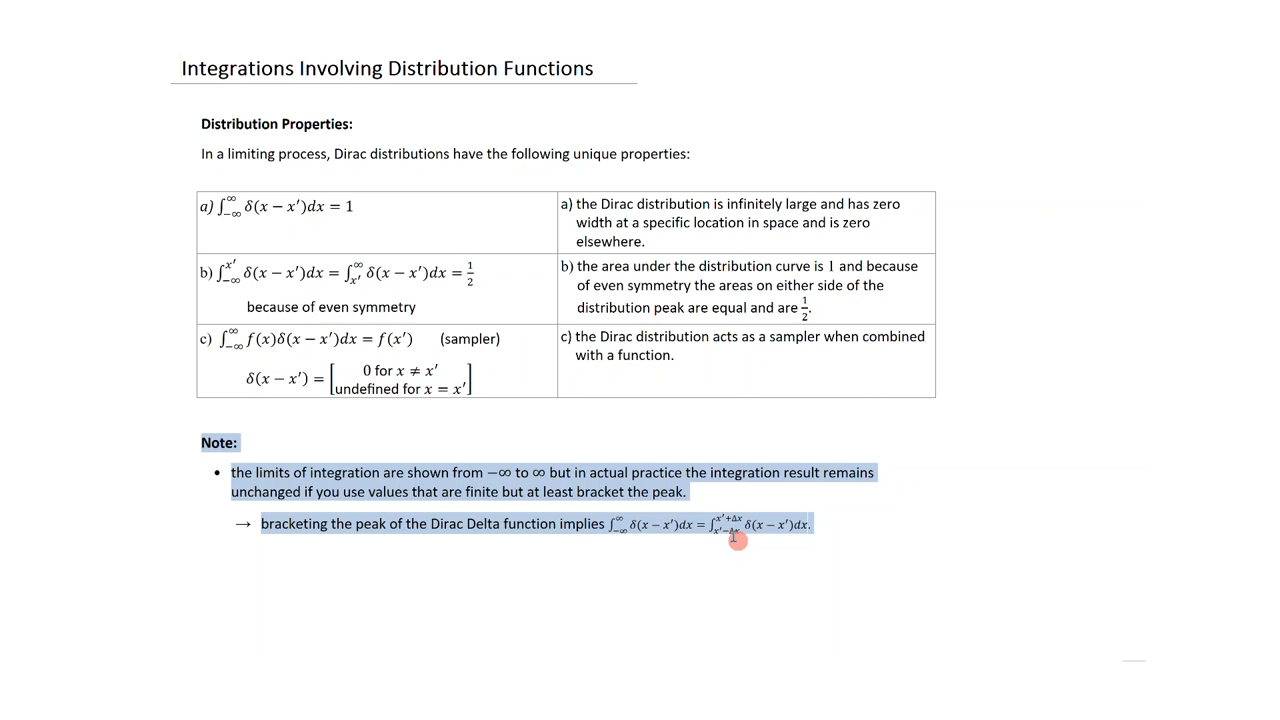 Integrations Involving Distribution Functions
Distribution Properties:
In a limiting process, Dirac distributions have the following unique properties:
a) ∫_{−∞}^{∞} δ(x − x′)dx = 1
a) the Dirac distribution is infinitely large and has zero
width at a specific location in space and is zero
elsewhere.
b) ∫_{−∞}^{x′} δ(x − x′)dx = ∫_{x′}^{∞} δ(x − x′)dx = 1/2
because of even symmetry
b) the area under the distribution curve is 1 and because
of even symmetry the areas on either side of the
distribution peak are equal and are 1/2.
c) ∫_{−∞}^{∞} f(x)δ(x − x′)dx = f(x′) (sampler)
δ(x − x′) = [0 for x ≠ x′
undefined for x = x′]
c) the Dirac distribution acts as a sampler when combined
with a function.
Note:
• the limits of integration are shown from −∞ to ∞ but in actual practice the integration result remains
unchanged if you use values that are finite but at least bracket the peak.
→ bracketing the peak of the Dirac Delta function implies ∫_{−∞}^{∞} δ(x − x′)dx = ∫_{x′−Δx}^{x′+Δx} δ(x − x′)dx.